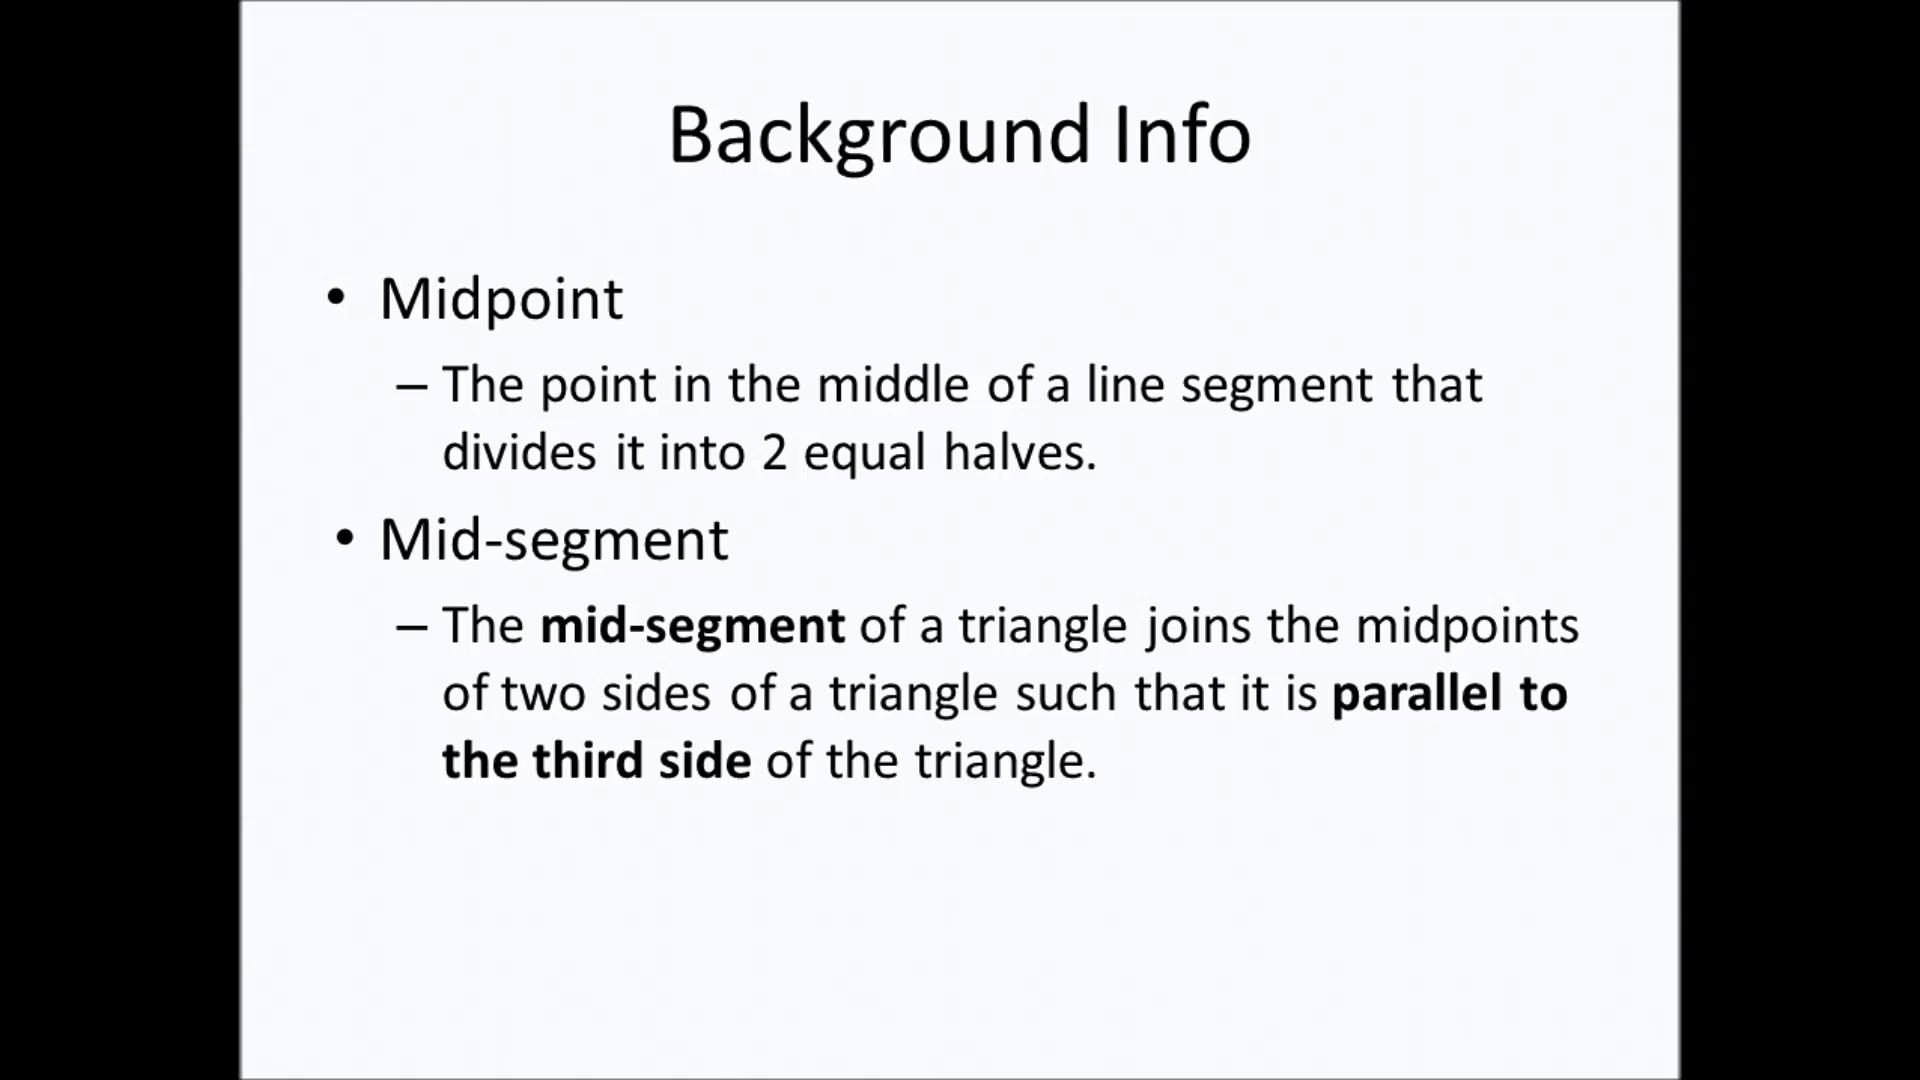 Background Info
• Midpoint
– The point in the middle of a line segment that
divides it into 2 equal halves.
• Mid-segment
– The mid-segment of a triangle joins the midpoints
of two sides of a triangle such that it is parallel to
the third side of the triangle.